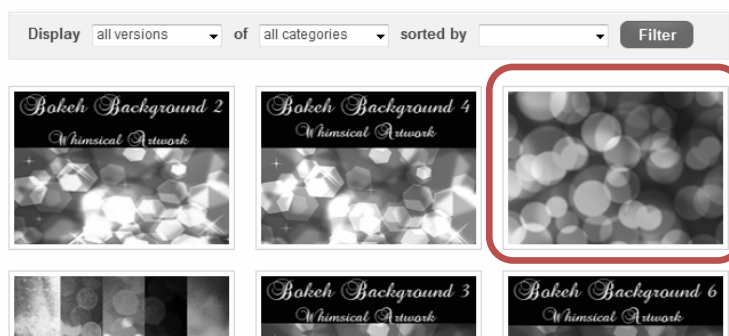 Display all versions of all categories sorted by Filter
Bokeh Background 2
Whimsical Artwork
Bokeh Background 4
Whimsical Artwork
Bokeh Background 3
Whimsical Artwork
Bokeh Background 6
Whimsical Artwork